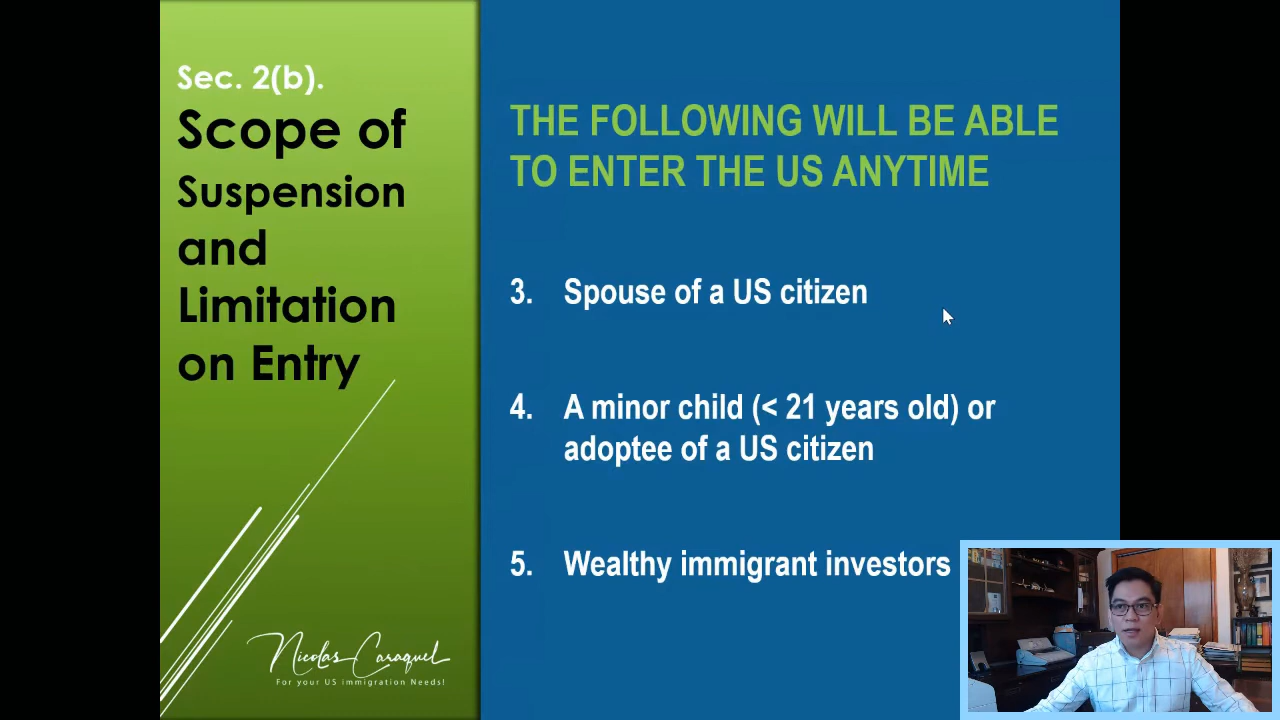 Sec. 2(b).
Scope of
Suspension
and
Limitation
on Entry
Nicolas Caraquel
For your US immigration Needs!
THE FOLLOWING WILL BE ABLE
TO ENTER THE US ANYTIME
3. Spouse of a US citizen
4. A minor child (< 21 years old) or
adoptee of a US citizen
5. Wealthy immigrant investors